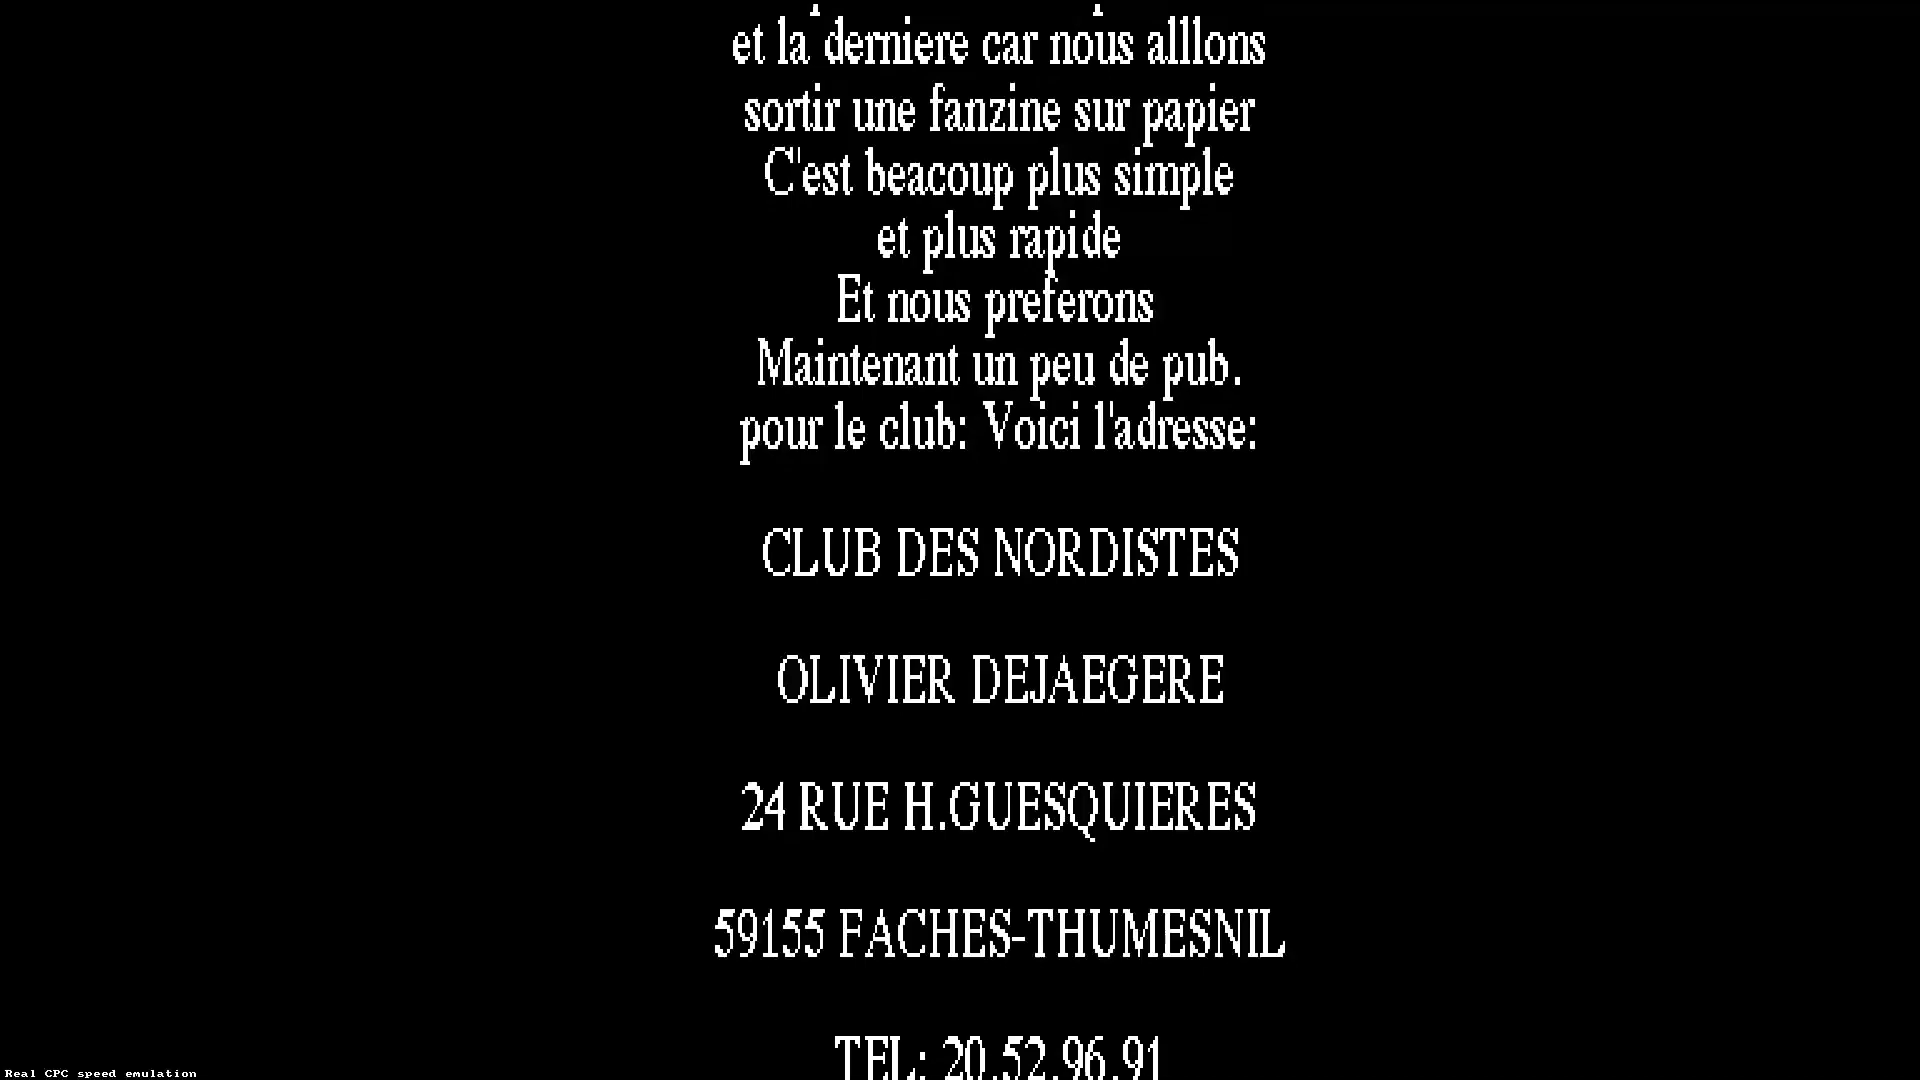 et la derniere car nous alllons
sortir une fanzine sur papier
C'est beacoup plus simple
et plus rapide
Et nous preferons
Maintenant un peu de pub.
pour le club: Voici l'adresse:
CLUB DES NORDISTES
OLIVIER DEJAEGERE
24 RUE H.GUESQUIERES
59155 FACHES-THUMESNIL
TEL: 20.52.96.91
Real CPC speed emulation